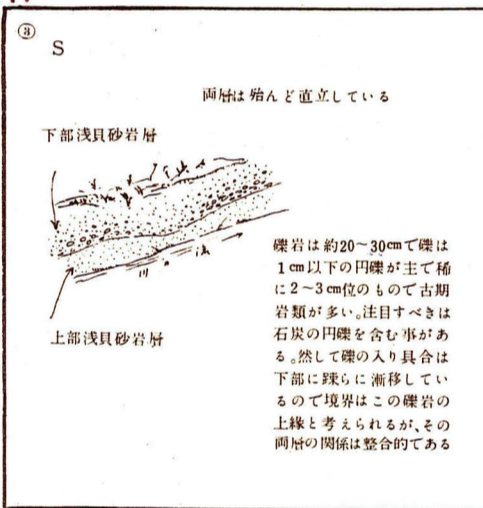 ③
S
両層は殆んど直立している
下部浅貝砂岩層
川の流
上部浅貝砂岩層
礫岩は約20~30cmで礫は
1cm以下の円礫が主で稀
に2~3cm位のもので古期
岩類が多い。注目すべきは
石炭の円礫を含む事があ
る。然して礫の入り具合は
下部に踈らに漸移してい
るので境界はこの礫岩の
上縁と考えられるが、その
両層の関係は整合的である